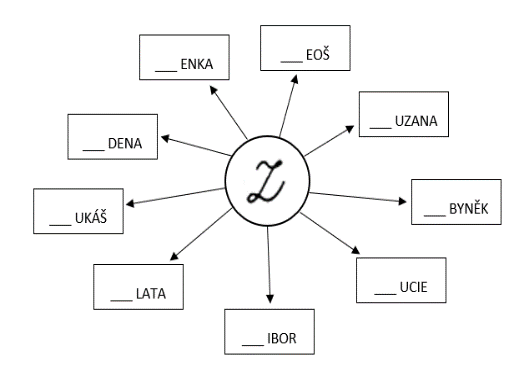 ___ EOŠ
___ ENKA
___ UZANA
___ DENA
Z
___ BYNĚK
___ UKÁŠ
___ UCIE
___ LATA
___ IBOR